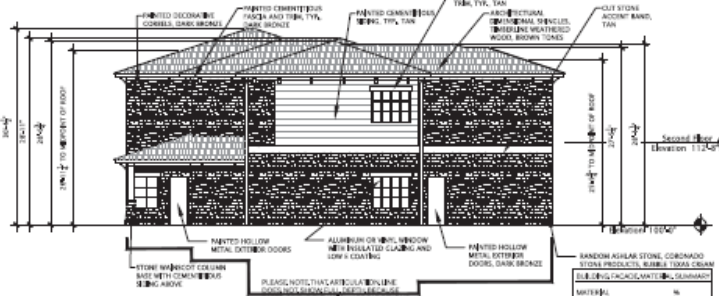 PAINTED DECORATIVE
CORBELS, DARK BRONZE
PAINTED CEMENTITIOUS
FASCIA AND TRIM, TYP.,
DARK BRONZE
PAINTED CEMENTITIOUS
SIDING, TYP., TAN
TRIM, TYP., TAN
ARCHITECTURAL
DIMENSIONAL SHINGLES,
TIMBERLINE WEATHERED
WOOD, BROWN TONES
CUT STONE
ACCENT BAND,
TAN
TO MIDPOINT OF ROOF
TO MIDPOINT OF ROOF
Second Floor
Elevation 112'-8"
Elevation 100'-0"
PAINTED HOLLOW
METAL EXTERIOR DOORS
ALUMINUM OR VINYL WINDOW
WITH INSULATED GLAZING AND
LOW E COATING
PAINTED HOLLOW
METAL EXTERIOR
DOORS, DARK BRONZE
STONE WAINSCOT COLUMN
BASE WITH CEMENTITIOUS
SIDING ABOVE
RANDOM ASHLAR STONE, CORONADO
STONE PRODUCTS, RUBBLE TEXAS CREAM
PLEASE NOTE THAT ARTICULATION LINE
DOES NOT SHOW FULL DEPTH BECAUSE
BUILDING FACADE MATERIAL SUMMARY
MATERIAL %